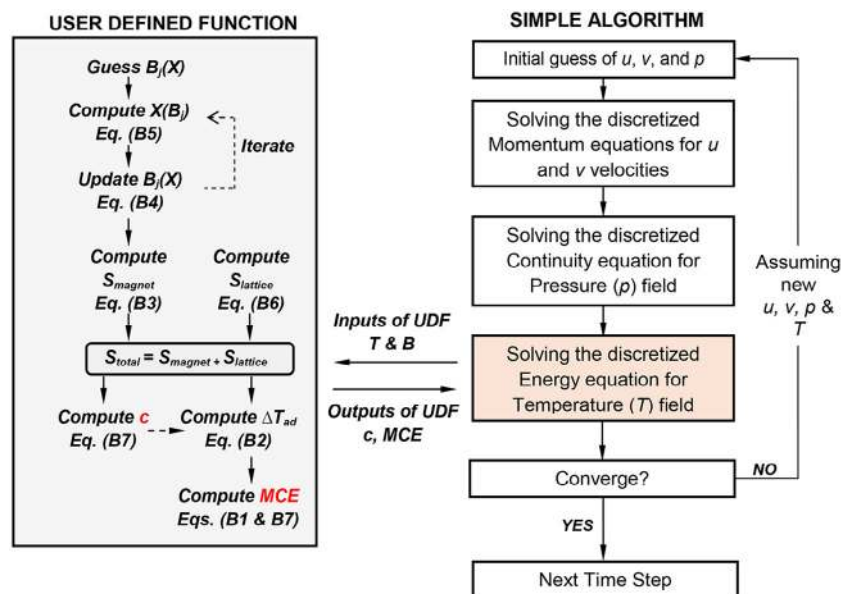 USER DEFINED FUNCTION
Guess Bj(X)
Compute X(Bj)
Eq. (B5)
Iterate
Update Bj(X)
Eq. (B4)
Compute
Smagnet
Eq. (B3)
Compute
Slattice
Eq. (B6)
Stotal = Smagnet + Slattice
Compute c
Eq. (B7)
Compute ΔTad
Eq. (B2)
Compute MCE
Eqs. (B1 & B7)
Inputs of UDF
T & B
Outputs of UDF
c, MCE
SIMPLE ALGORITHM
Initial guess of u, v, and p
Solving the discretized
Momentum equations for u
and v velocities
Solving the discretized
Continuity equation for
Pressure (p) field
Solving the discretized
Energy equation for
Temperature (T) field
Converge?
NO
YES
Next Time Step
Assuming
new
u, v, p &
T